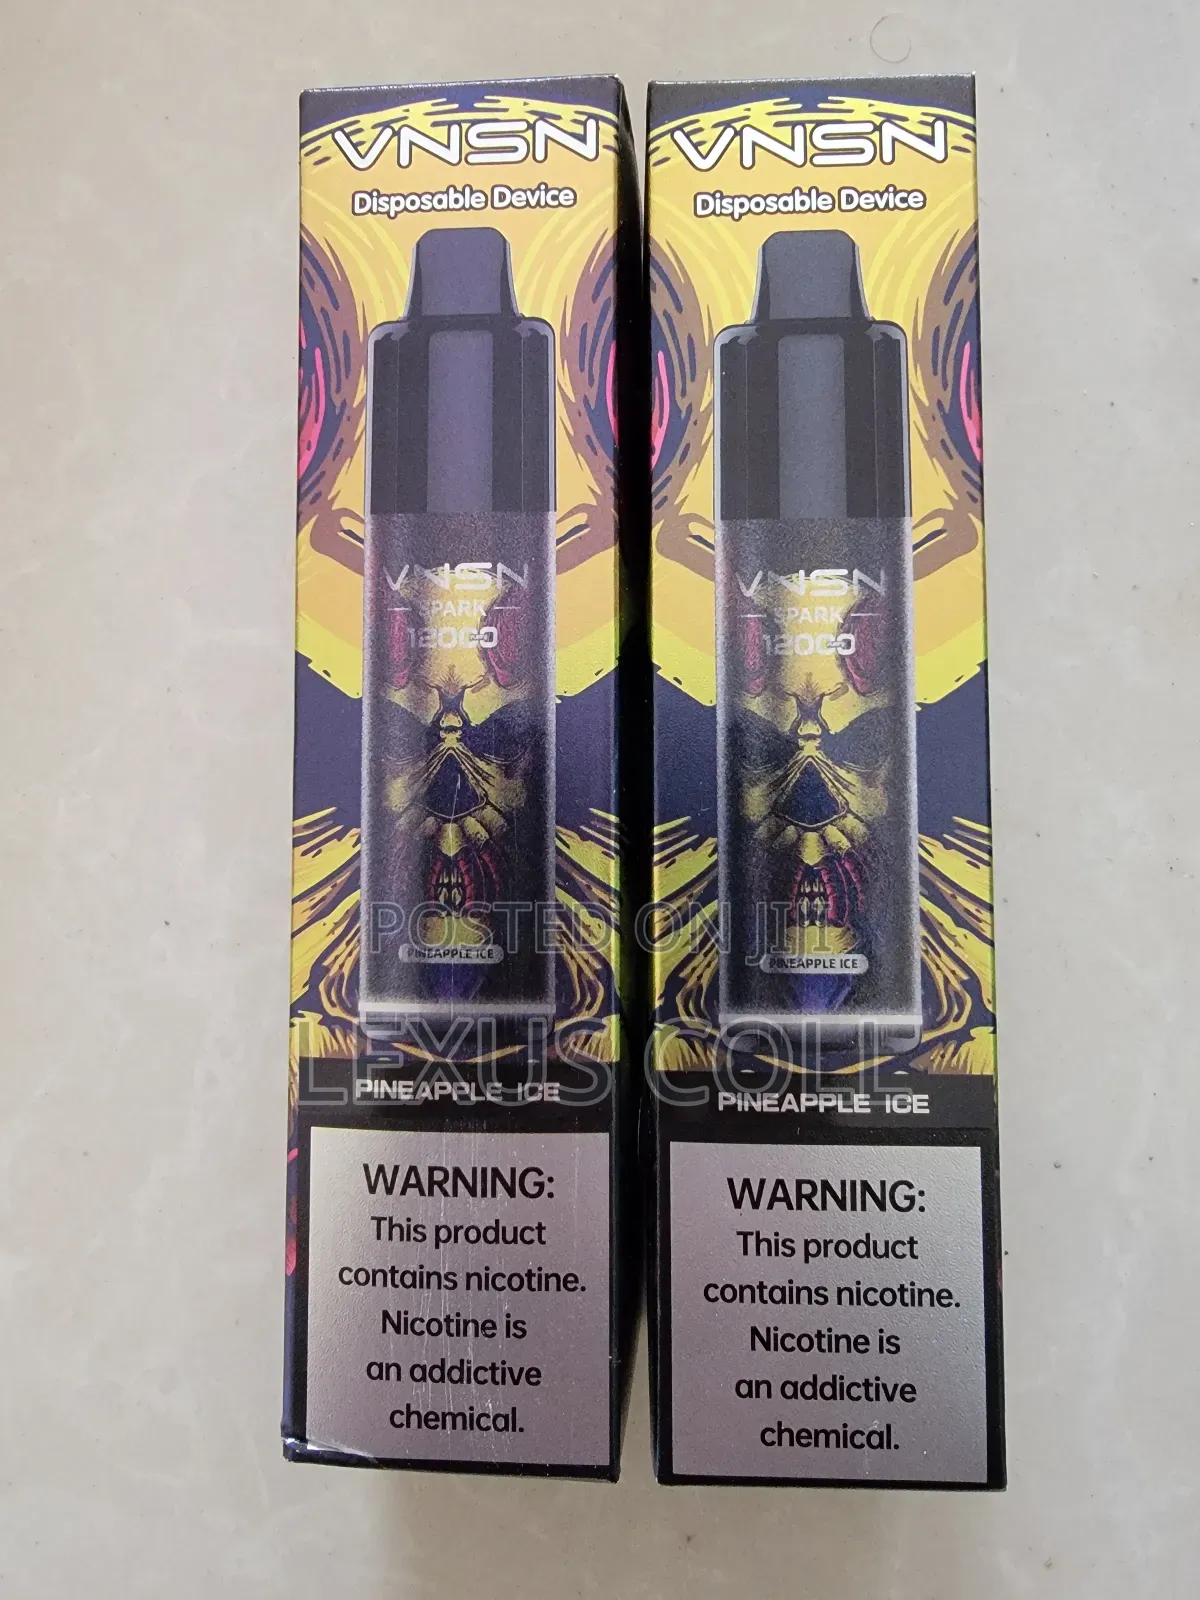 VNSN
Disposable Device
VNSN
SPARK
12000
PINEAPPLE ICE
PINEAPPLE ICE
WARNING:
This product
contains nicotine.
Nicotine is
an addictive
chemical.
VNSN
Disposable Device
VNSN
SPARK
12000
PINEAPPLE ICE
PINEAPPLE ICE
WARNING:
This product
contains nicotine.
Nicotine is
an addictive
chemical.
POSTED ON JIJI
LEXUS COLL